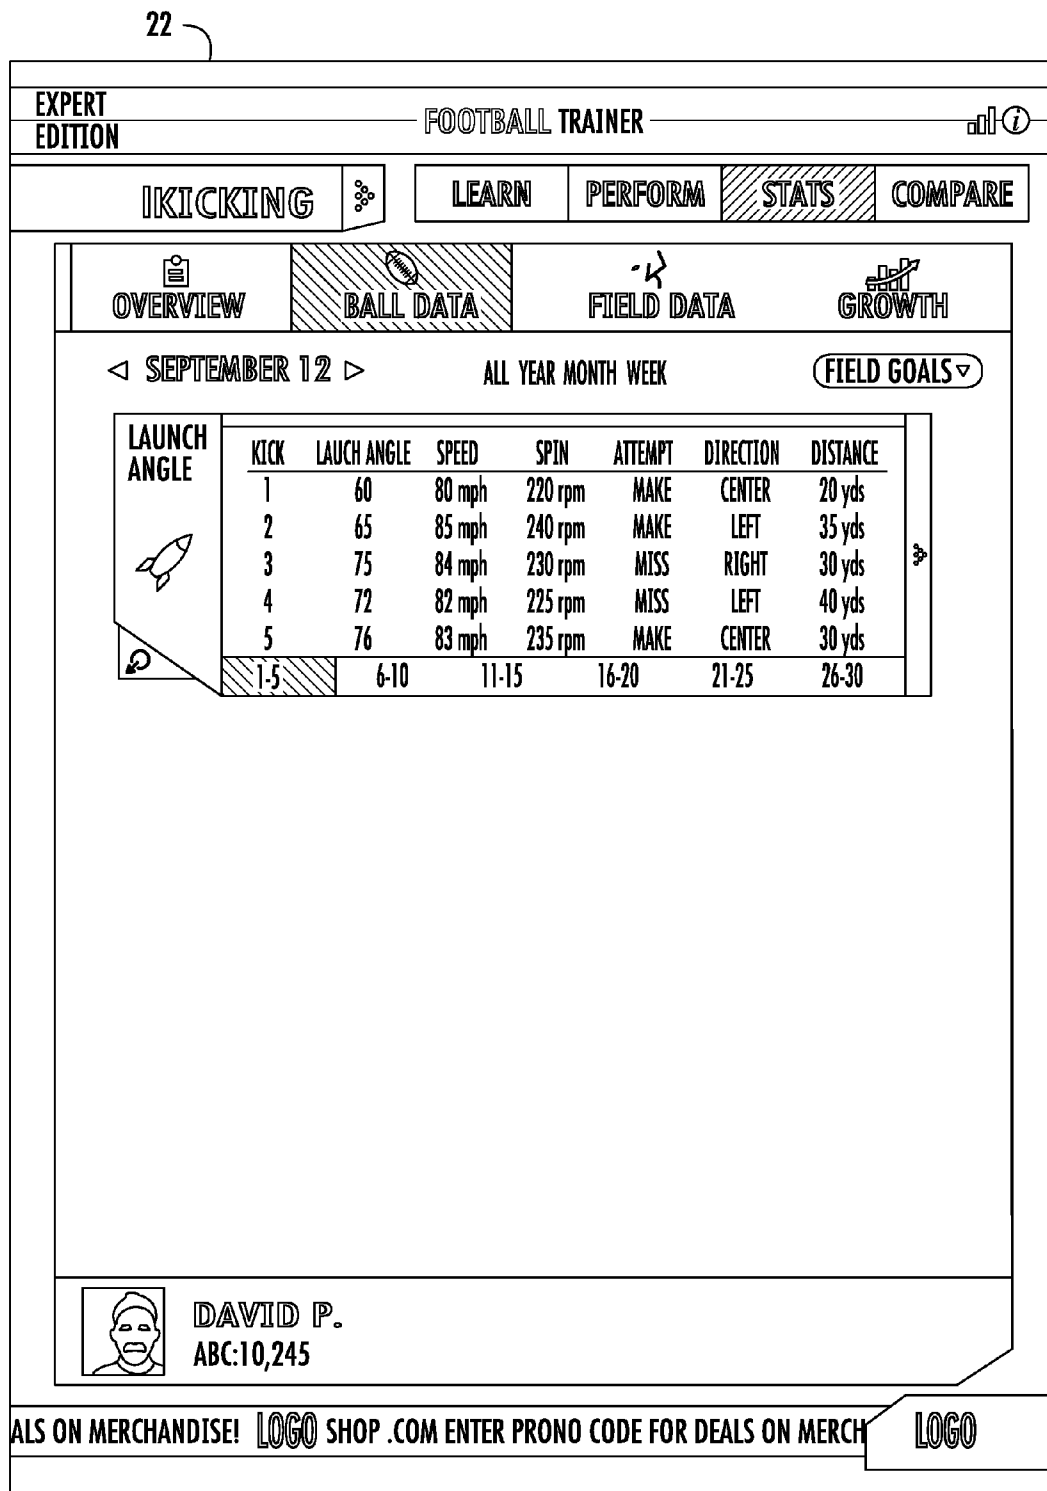 22
EXPERT
EDITION
FOOTBALL TRAINER
i
KICKING
LEARN PERFORM STATS COMPARE
OVERVIEW BALL DATA FIELD DATA GROWTH
SEPTEMBER 12
ALL YEAR MONTH WEEK
FIELD GOALS
LAUNCH
ANGLE
KICK LAUCH ANGLE SPEED SPIN ATTEMPT DIRECTION DISTANCE
1 60 80 mph 220 rpm MAKE CENTER 20 yds
2 65 85 mph 240 rpm MAKE LEFT 35 yds
3 75 84 mph 230 rpm MISS RIGHT 30 yds
4 72 82 mph 225 rpm MISS LEFT 40 yds
5 76 83 mph 235 rpm MAKE CENTER 30 yds
1-5 6-10 11-15 16-20 21-25 26-30
DAVID P.
ABC:10,245
ALS ON MERCHANDISE! LOGO SHOP .COM ENTER PRONO CODE FOR DEALS ON MERCH
LOGO